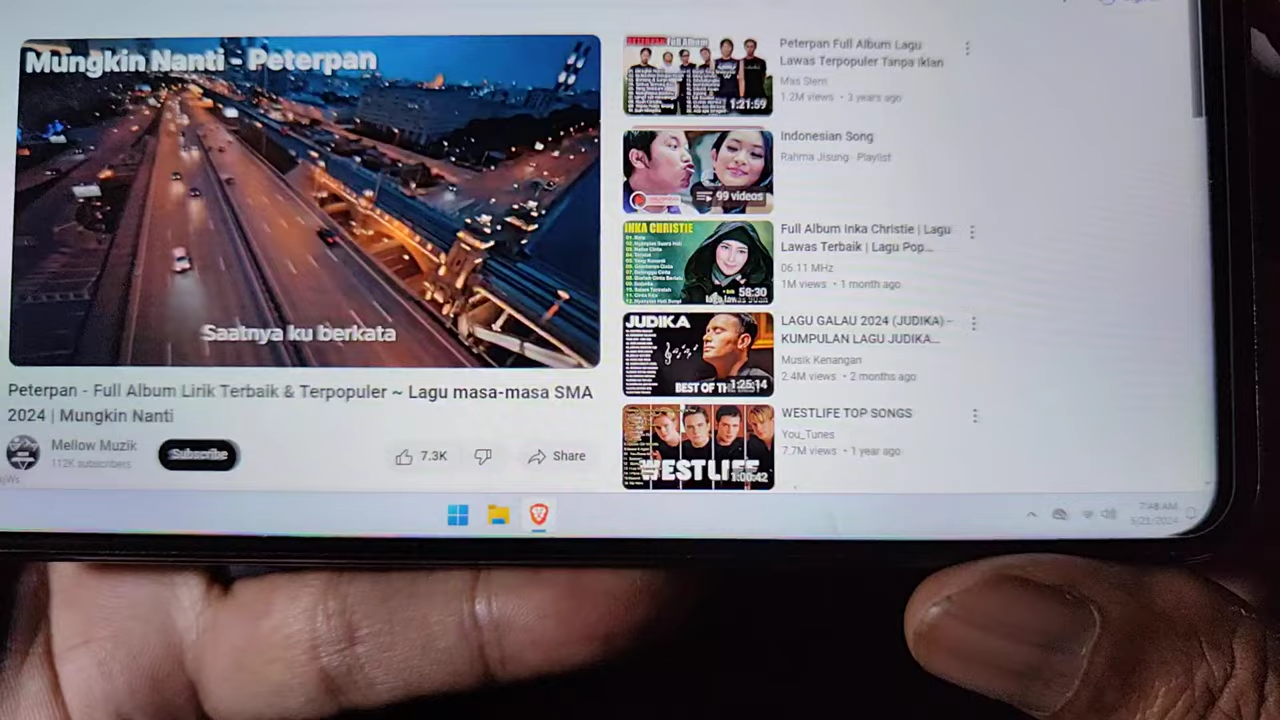 Mungkin Nanti - Peterpan
Saatnya ku berkata
Peterpan - Full Album Lirik Terbaik & Terpopuler ~ Lagu masa-masa SMA
2024 | Mungkin Nanti
Mellow Muzik
112K subscribers
Subscribe
7.3K
Share
PETERPAN Full Album
1:21:59
Peterpan Full Album Lagu
Lawas Terpopuler Tanpa Iklan
1.2M views • 3 years ago
99 videos
Indonesian Song
Rahma Jisung · Playlist
INKA CHRISTIE
58:30
Full Album Inka Christie | Lagu
Lawas Terbaik | Lagu Pop...
06.11 MHz
1M views • 1 month ago
JUDIKA
BEST OF
1:25:14
LAGU GALAU 2024 (JUDIKA) -
KUMPULAN LAGU JUDIKA...
Musik Kenangan
2.4M views • 2 months ago
WESTLIFE
1:00:42
WESTLIFE TOP SONGS
You_Tunes
7.7M views • 1 year ago
7:48 AM
5/21/2024